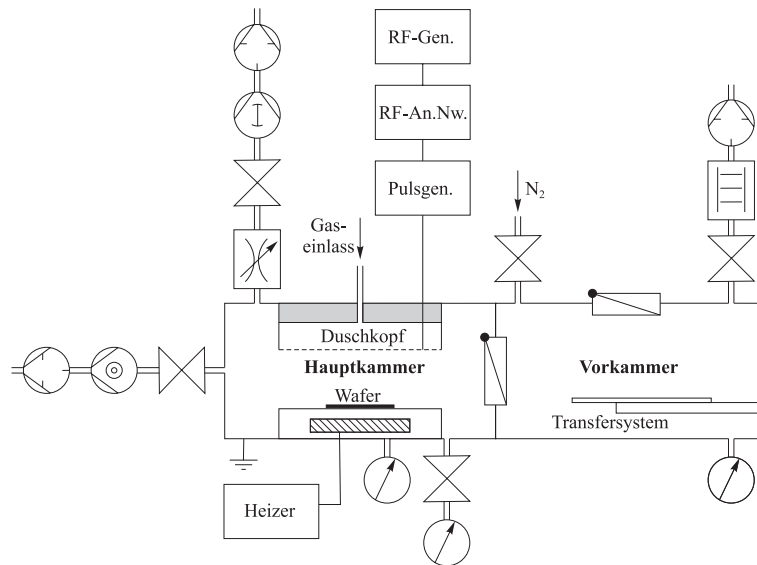 RF-Gen.
RF-An.Nw.
Pulsgen.
N2
Gas-
einlass
Duschkopf
Hauptkammer
Vorkammer
Wafer
Transfersystem
Heizer